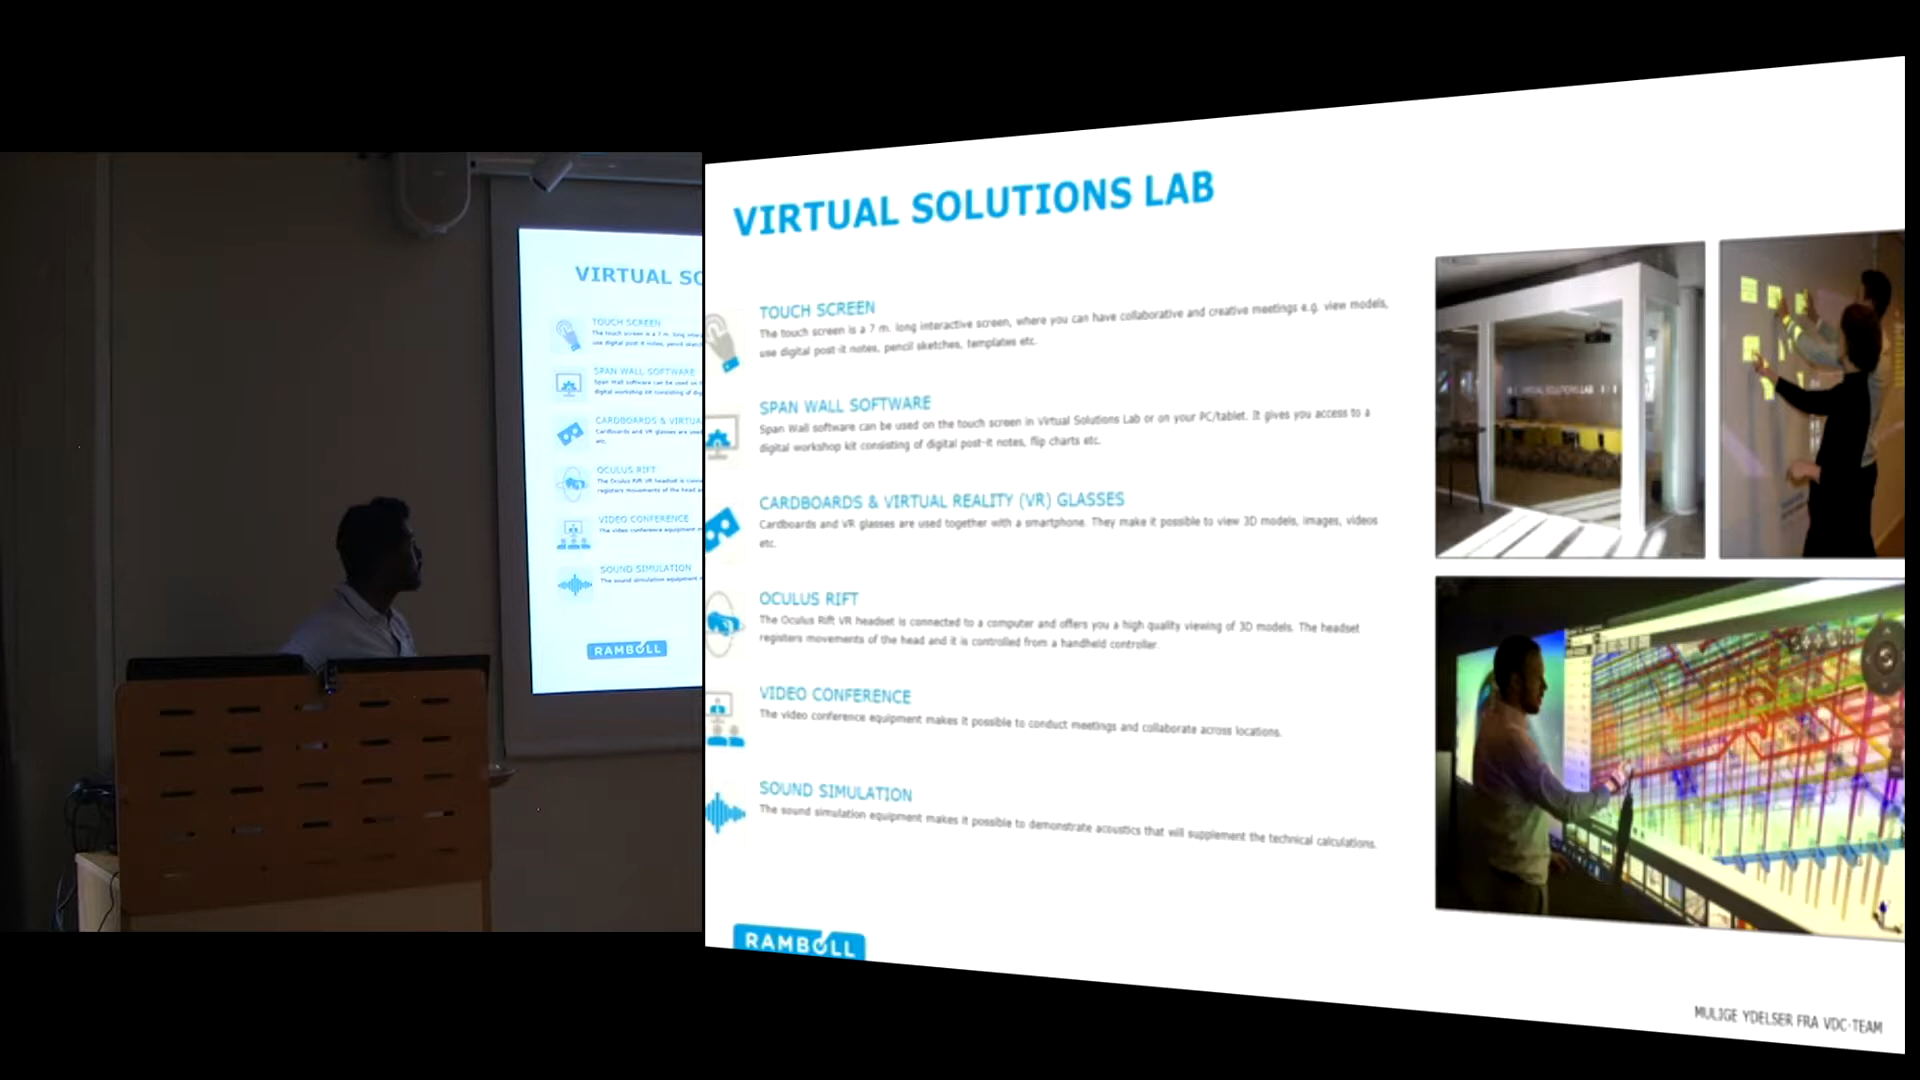 VIRTUAL SO
TOUCH SCREEN
SPAN WALL SOFTWARE
CARDBOARDS & VIRTUA
etc.
OCULUS RIFT
VIDEO CONFERENCE
SOUND SIMULATION
RAMBOLL
VIRTUAL SOLUTIONS LAB
TOUCH SCREEN
The touch screen is a 7 m. long interactive screen, where you can have collaborative and creative meetings e.g. view models,
use digital post-it notes, pencil sketches, templates etc.
SPAN WALL SOFTWARE
Span Wall software can be used on the touch screen in Virtual Solutions Lab or on your PC/tablet. It gives you access to a
digital workshop kit consisting of digital post-it notes, flip charts etc.
CARDBOARDS & VIRTUAL REALITY (VR) GLASSES
Cardboards and VR glasses are used together with a smartphone. They make it possible to view 3D models, images, videos
etc.
OCULUS RIFT
The Oculus Rift VR headset is connected to a computer and offers you a high quality viewing of 3D models. The headset
registers movements of the head and it is controlled from a handheld controller.
VIDEO CONFERENCE
The video conference equipment makes it possible to conduct meetings and collaborate across locations.
SOUND SIMULATION
The sound simulation equipment makes it possible to demonstrate acoustics that will supplement the technical calculations.
VIRTUAL SOLUTIONS LAB
RAMBOLL
MULIGE YDELSER FRA VDC-TEAM